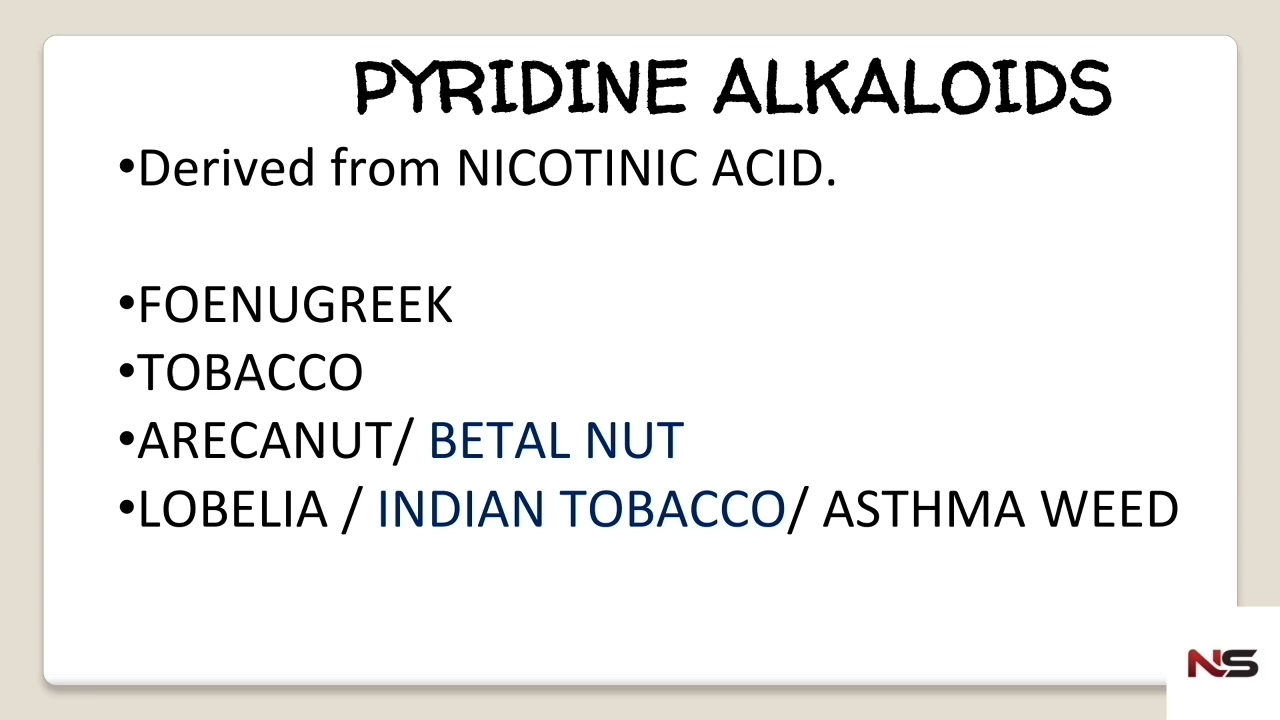 PYRIDINE ALKALOIDS
•Derived from NICOTINIC ACID.
•FOENUGREEK
•TOBACCO
•ARECANUT/ BETAL NUT
•LOBELIA / INDIAN TOBACCO/ ASTHMA WEED
NS